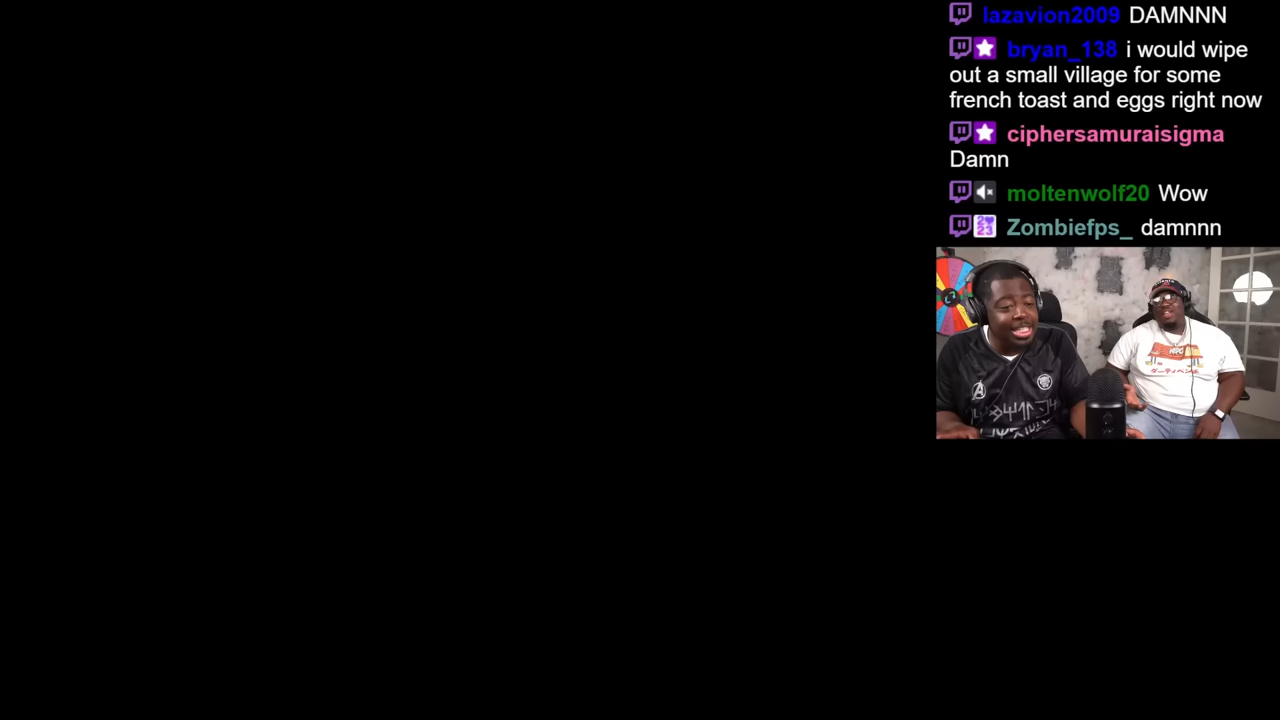 lazavion2009 DAMNNN
bryan_138 i would wipe
out a small village for some
french toast and eggs right now
ciphersamuraisigma
Damn
moltenwolf20 Wow
Zombiefps_ damnnn